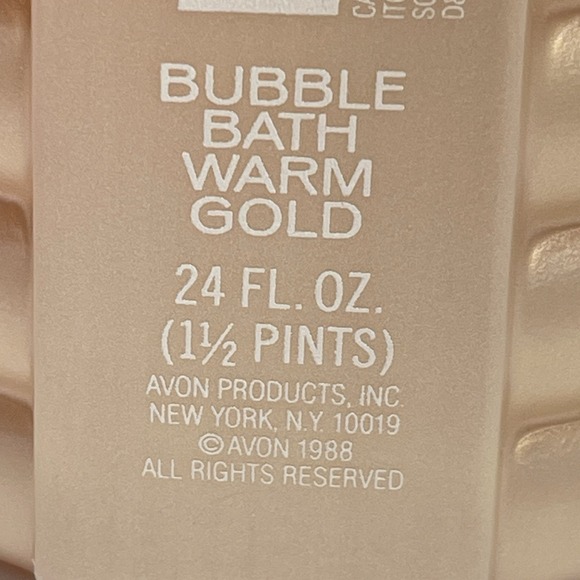 BUBBLE
BATH
WARM
GOLD
24 FL. OZ.
(1½ PINTS)
AVON PRODUCTS, INC.
NEW YORK, N.Y. 10019
©AVON 1988
ALL RIGHTS RESERVED